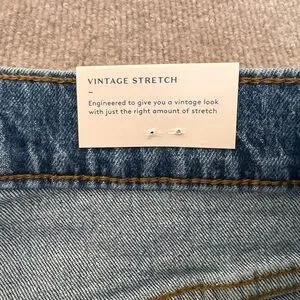 VINTAGE STRETCH
–
Engineered to give you a vintage look
with just the right amount of stretch